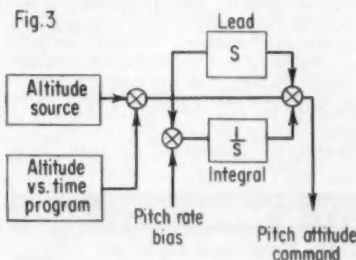 Fig.3
Lead
S
Altitude
source
Altitude
vs. time
program
1/S
Integral
Pitch rate
bias
Pitch attitude
command